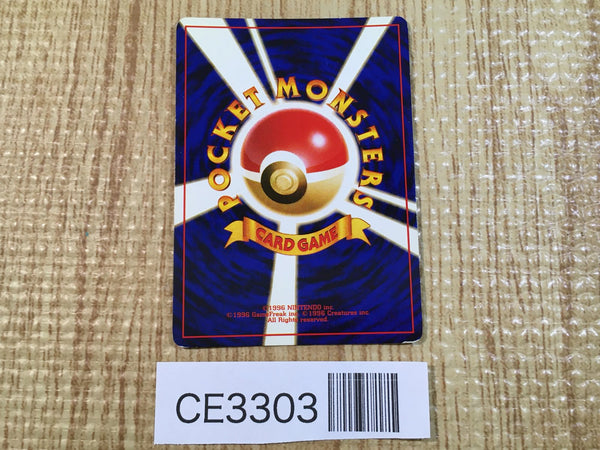 POCKET MONSTERS
CARD GAME
©1996 NINTENDO inc.
©1996 GameFreak inc. ©1996 Creatures inc.
All Rights reserved.
CE3303